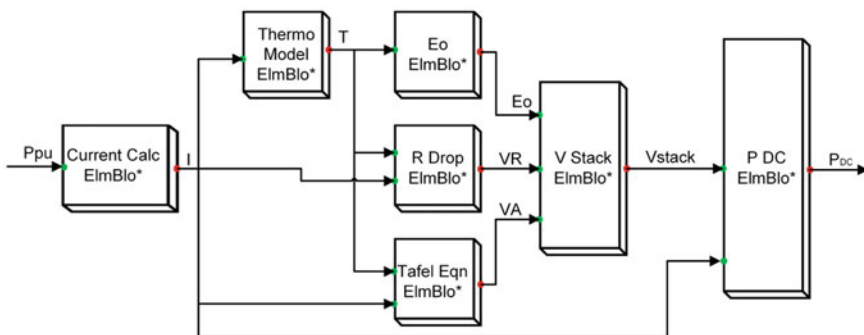 Thermo
Model
ElmBlo*
T
Eo
ElmBlo*
Eo
Ppu
Current Calc
ElmBlo*
I
R Drop
ElmBlo*
VR
V Stack
ElmBlo*
Vstack
P DC
ElmBlo*
PDC
VA
Tafel Eqn
ElmBlo*